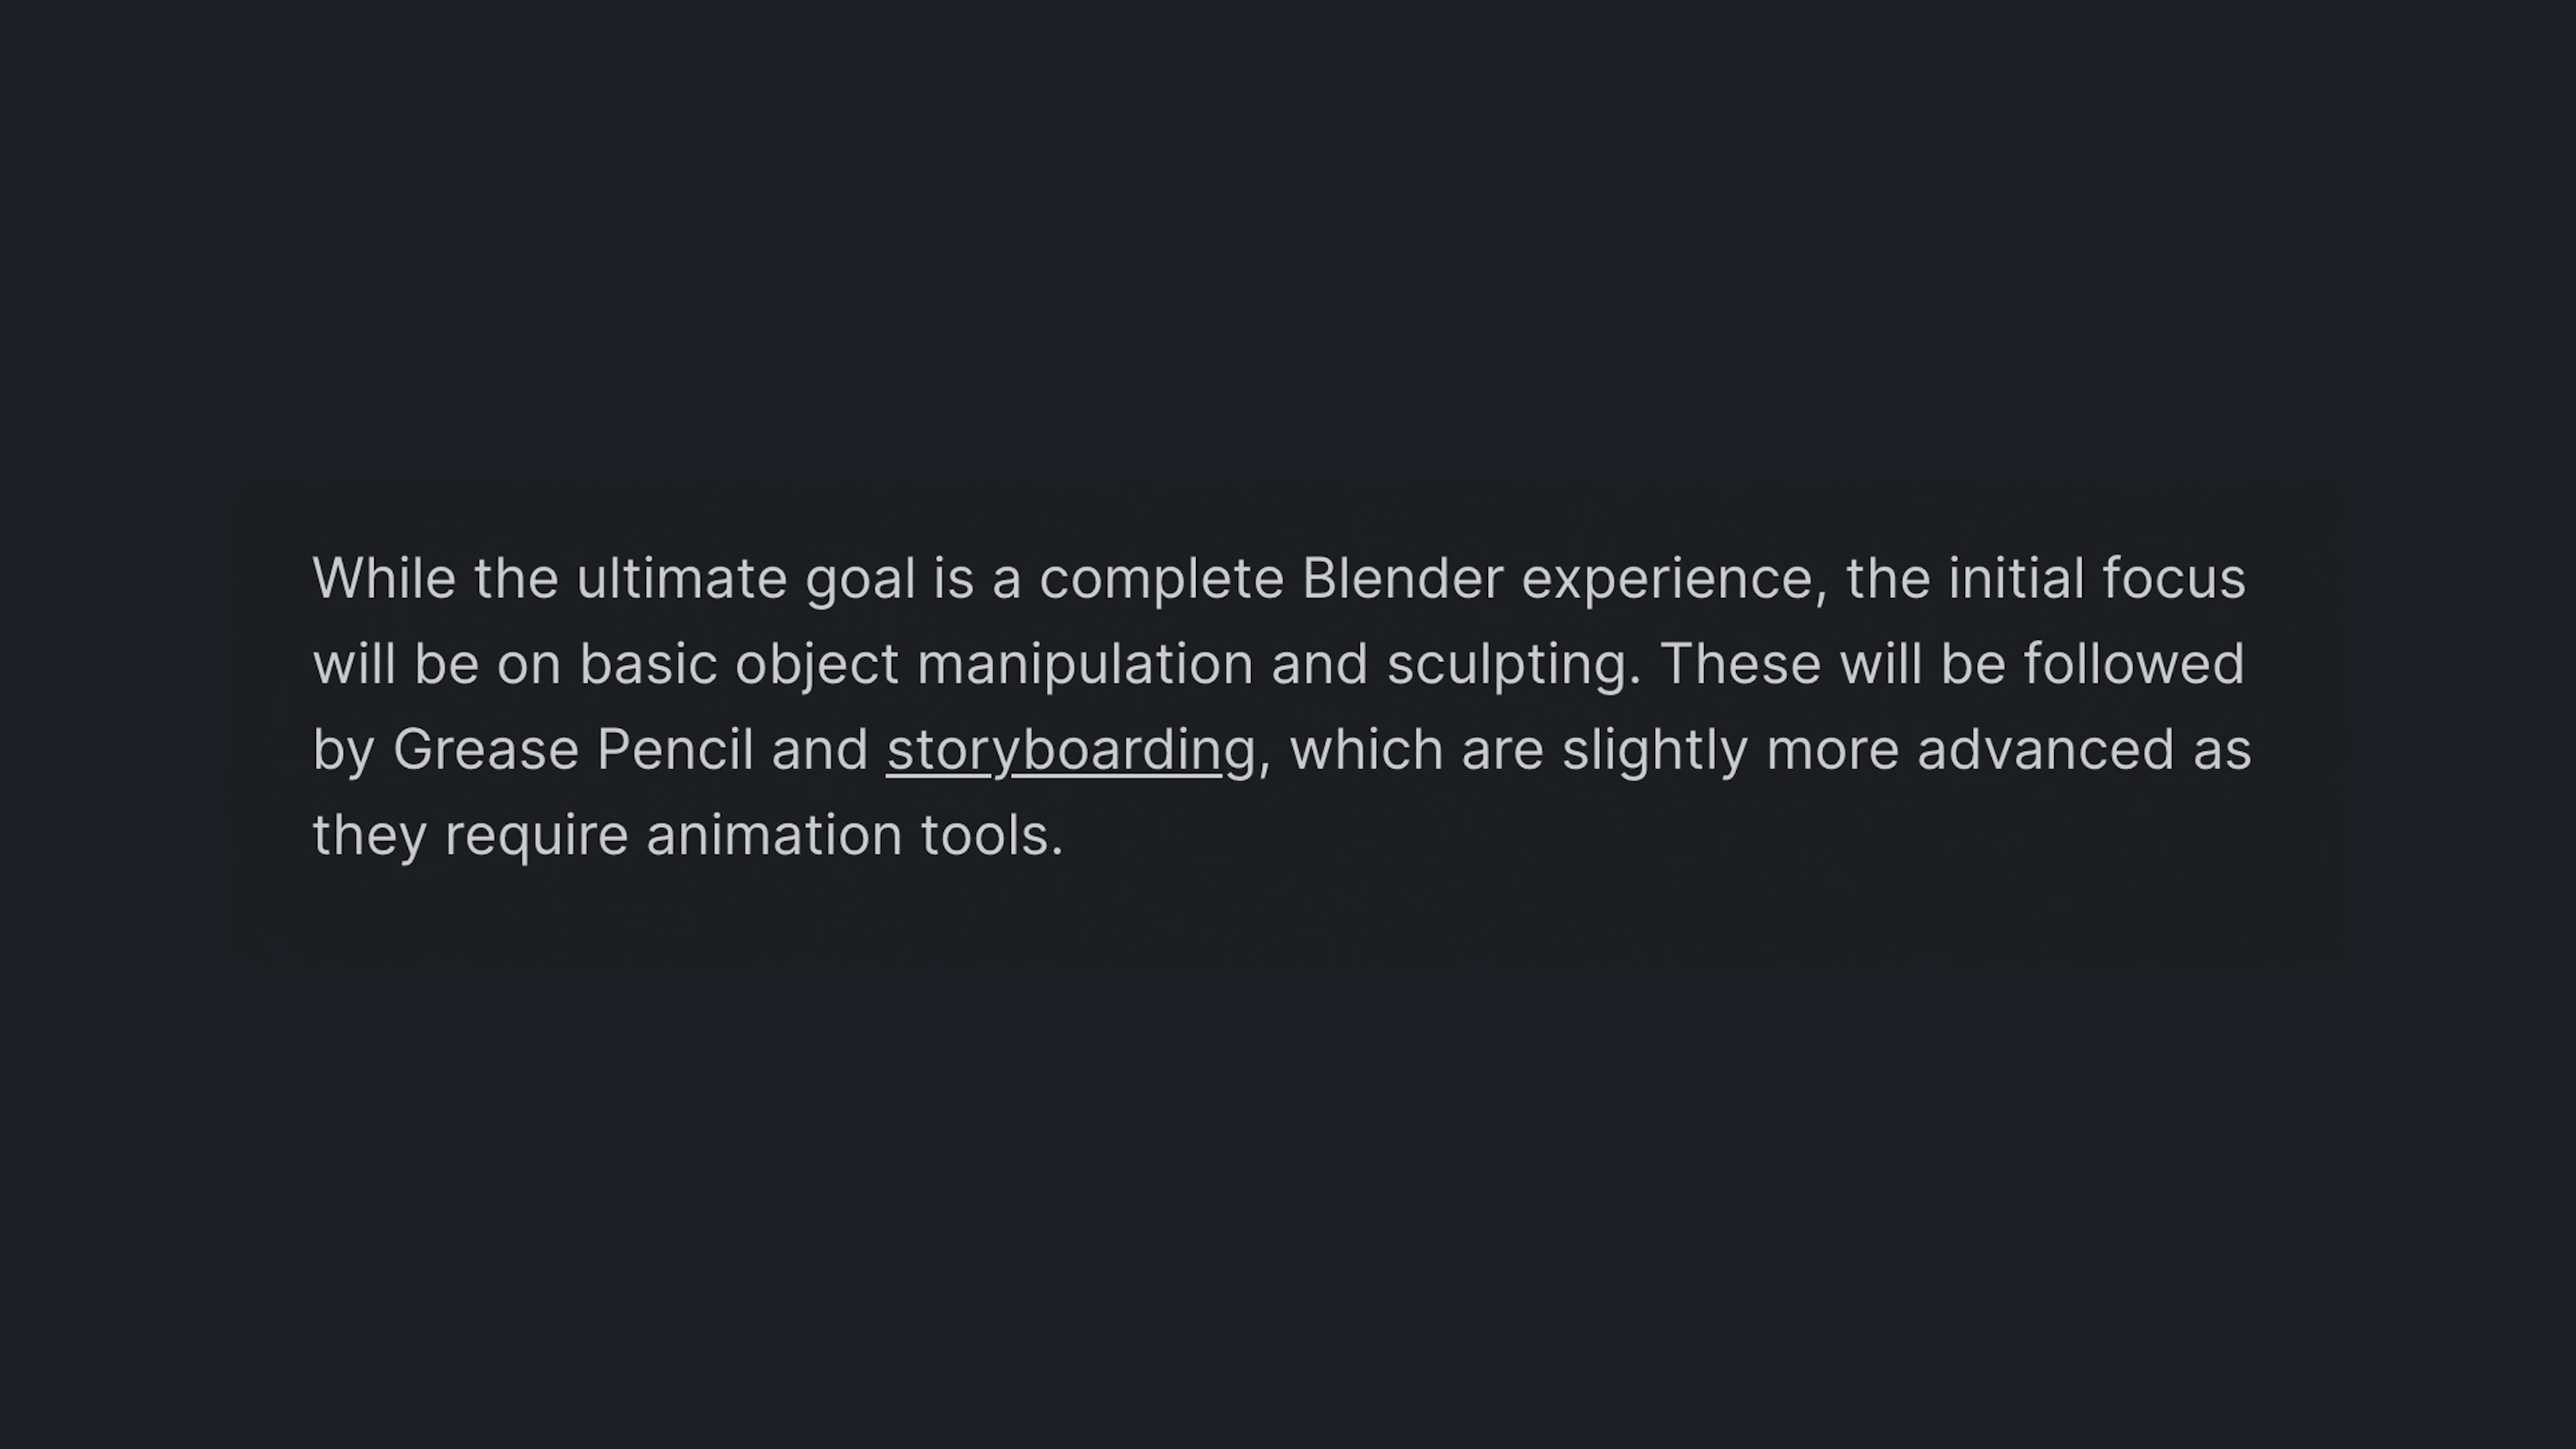 While the ultimate goal is a complete Blender experience, the initial focus
will be on basic object manipulation and sculpting. These will be followed
by Grease Pencil and storyboarding, which are slightly more advanced as
they require animation tools.